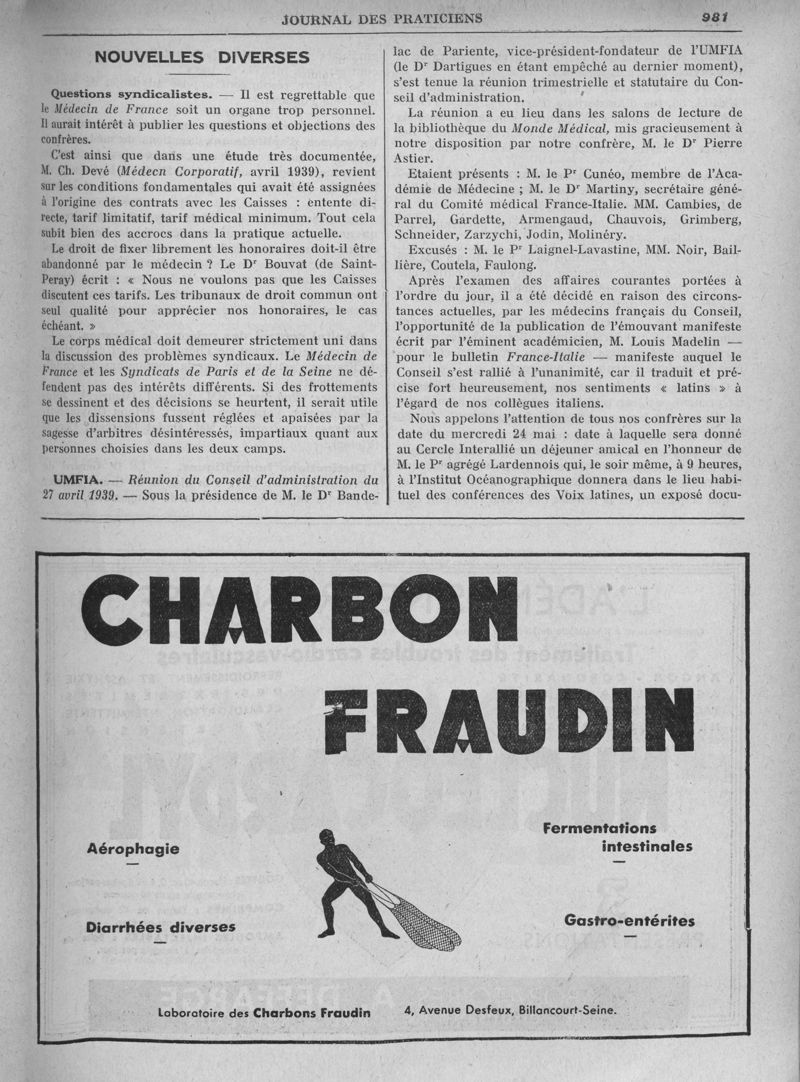 JOURNAL DES PRATICIENS 981
NOUVELLES DIVERSES
Questions syndicalistes. — Il est regrettable que
le Médecin de France soit un organe trop personnel.
Il aurait intérêt à publier les questions et objections des
confrères.
C'est ainsi que dans une étude très documentée,
M. Ch. Devé (Médecn Corporatif, avril 1939), revient
sur les conditions fondamentales qui avait été assignées
à l'origine des contrats avec les Caisses : entente di-
recte, tarif limitatif, tarif médical minimum. Tout cela
subit bien des accrocs dans la pratique actuelle.
Le droit de fixer librement les honoraires doit-il être
abandonné par le médecin ? Le Dr Bouvat (de Saint-
Peray) écrit : « Nous ne voulons pas que les Caisses
discutent ces tarifs. Les tribunaux de droit commun ont
seul qualité pour apprécier nos honoraires, le cas
échéant. »
Le corps médical doit demeurer strictement uni dans
la discussion des problèmes syndicaux. Le Médecin de
France et les Syndicats de Paris et de la Seine ne dé-
fendent pas des intérêts différents. Si des frottements
se dessinent et des décisions se heurtent, il serait utile
que les dissensions fussent réglées et apaisées par la
sagesse d'arbitres désintéressés, impartiaux quant aux
personnes choisies dans les deux camps.
UMFIA. — Réunion du Conseil d'administration du
27 avril 1939. — Sous la présidence de M. le Dr Bande-
lac de Pariente, vice-président-fondateur de l'UMFIA
(le Dr Dartigues en étant empêché au dernier moment),
s'est tenue la réunion trimestrielle et statutaire du Con-
seil d'administration.
La réunion a eu lieu dans les salons de lecture de
la bibliothèque du Monde Médical, mis gracieusement à
notre disposition par notre confrère, M. le Dr Pierre
Astier.
Etaient présents : M. le Pr Cunéo, membre de l'Aca-
démie de Médecine ; M. le Dr Martiny, secrétaire géné-
ral du Comité médical France-Italie. MM. Cambies, de
Parrel, Gardette, Armengaud, Chauvois, Grimberg,
Schneider, Zarzychi, Jodin, Molinéry.
Excusés : M. le Pr Laignel-Lavastine, MM. Noir, Bail-
lière, Coutela, Faulong.
Après l'examen des affaires courantes portées à
l'ordre du jour, il a été décidé en raison des circons-
tances actuelles, par les médecins français du Conseil,
l'opportunité de la publication de l'émouvant manifeste
écrit par l'éminent académicien, M. Louis Madelin —
pour le bulletin France-Italie — manifeste auquel le
Conseil s'est rallié à l'unanimité, car il traduit et pré-
cise fort heureusement, nos sentiments « latins » à
l'égard de nos collègues italiens.
Nous appelons l'attention de tous nos confrères sur la
date du mercredi 24 mai : date à laquelle sera donné
au Cercle Interallié un déjeuner amical en l'honneur de
M. le Pr agrégé Lardennois qui, le soir même, à 9 heures,
à l'Institut Océanographique donnera dans le lieu habi-
tuel des conférences des Voix latines, un exposé docu-
CHARBON
FRAUDIN
Aérophagie
Fermentations
intestinales
Diarrhées diverses
Gastro-entérites
Laboratoire des Charbons Fraudin 4, Avenue Desfeux, Billancourt-Seine.